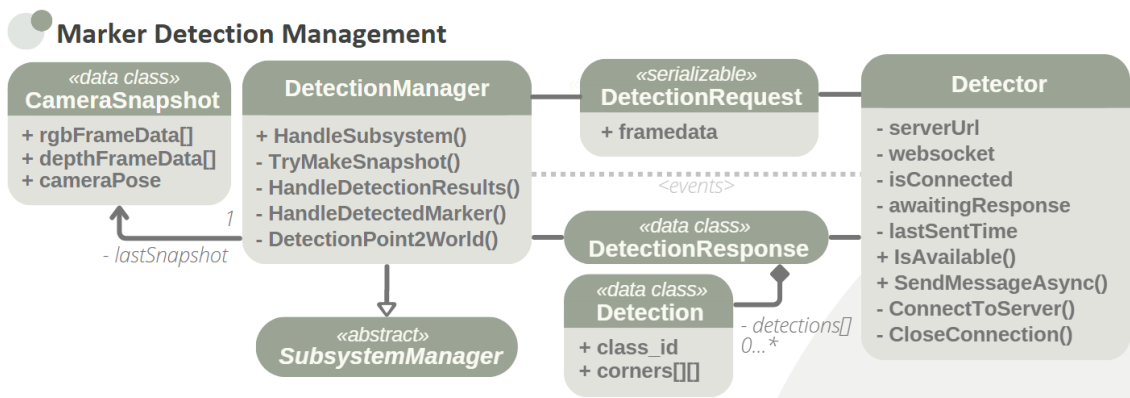 Marker Detection Management
«data class»
CameraSnapshot
+ rgbFrameData[]
+ depthFrameData[]
+ cameraPose
1
- lastSnapshot
DetectionManager
+ HandleSubsystem()
- TryMakeSnapshot()
- HandleDetectionResults()
- HandleDetectedMarker()
- DetectionPoint2World()
«abstract»
SubsystemManager
«serializable»
DetectionRequest
+ framedata
<events>
«data class»
DetectionResponse
«data class»
Detection
+ class_id
+ corners[][]
- detections[]
0...*
Detector
- serverUrl
- websocket
- isConnected
- awaitingResponse
- lastSentTime
+ IsAvailable()
+ SendMessageAsync()
- ConnectToServer()
- CloseConnection()